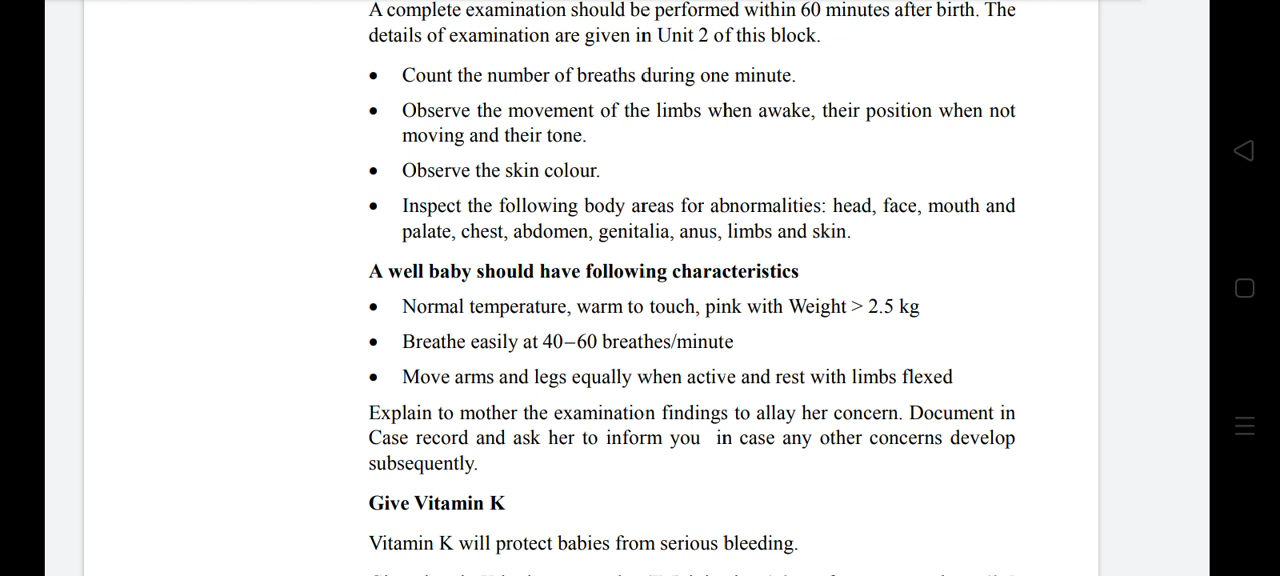 A complete examination should be performed within 60 minutes after birth. The
details of examination are given in Unit 2 of this block.
• Count the number of breaths during one minute.
• Observe the movement of the limbs when awake, their position when not
moving and their tone.
• Observe the skin colour.
• Inspect the following body areas for abnormalities: head, face, mouth and
palate, chest, abdomen, genitalia, anus, limbs and skin.
A well baby should have following characteristics
• Normal temperature, warm to touch, pink with Weight > 2.5 kg
• Breathe easily at 40–60 breathes/minute
• Move arms and legs equally when active and rest with limbs flexed
Explain to mother the examination findings to allay her concern. Document in
Case record and ask her to inform you in case any other concerns develop
subsequently.
Give Vitamin K
Vitamin K will protect babies from serious bleeding.